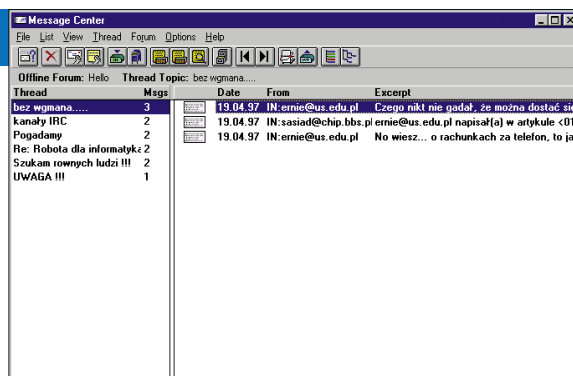 Message Center
File List View Thread Forum Options Help
Offline Forum: Hello Thread Topic: bez wgmana.....
Thread Msgs Date From Excerpt
bez wgmana..... 3
kanały IRC 2
Pogadamy 2
Re: Robota dla informatyka 2
Szukam rownych ludzi !!! 2
UWAGA !!! 1
19.04.97 IN:ernie@us.edu.pl Czego nikt nie gadał, że można dostać się
19.04.97 IN:sasiad@chip.bbs.pl ernie@us.edu.pl napisał(a) w artykule <01
19.04.97 IN:ernie@us.edu.pl No wiesz... o rachunkach za telefon, to ja